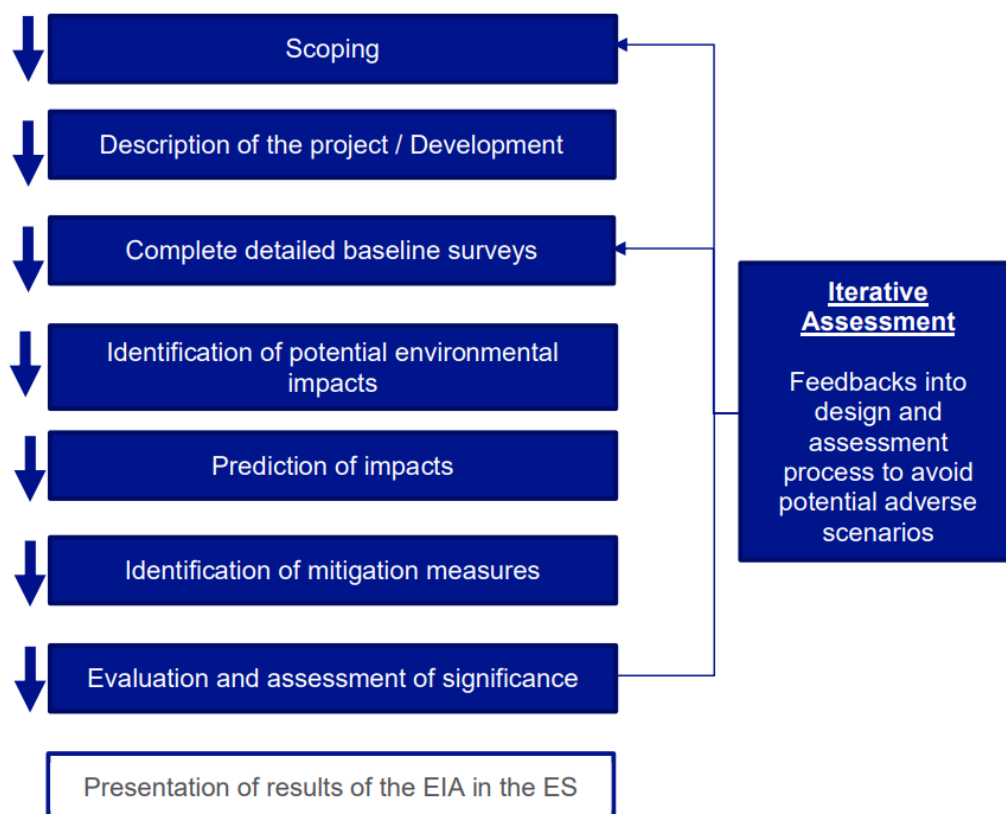 Scoping
Description of the project / Development
Complete detailed baseline surveys
Identification of potential environmental
impacts
Prediction of impacts
Identification of mitigation measures
Evaluation and assessment of significance
Presentation of results of the EIA in the ES
Iterative
Assessment
Feedbacks into
design and
assessment
process to avoid
potential adverse
scenarios